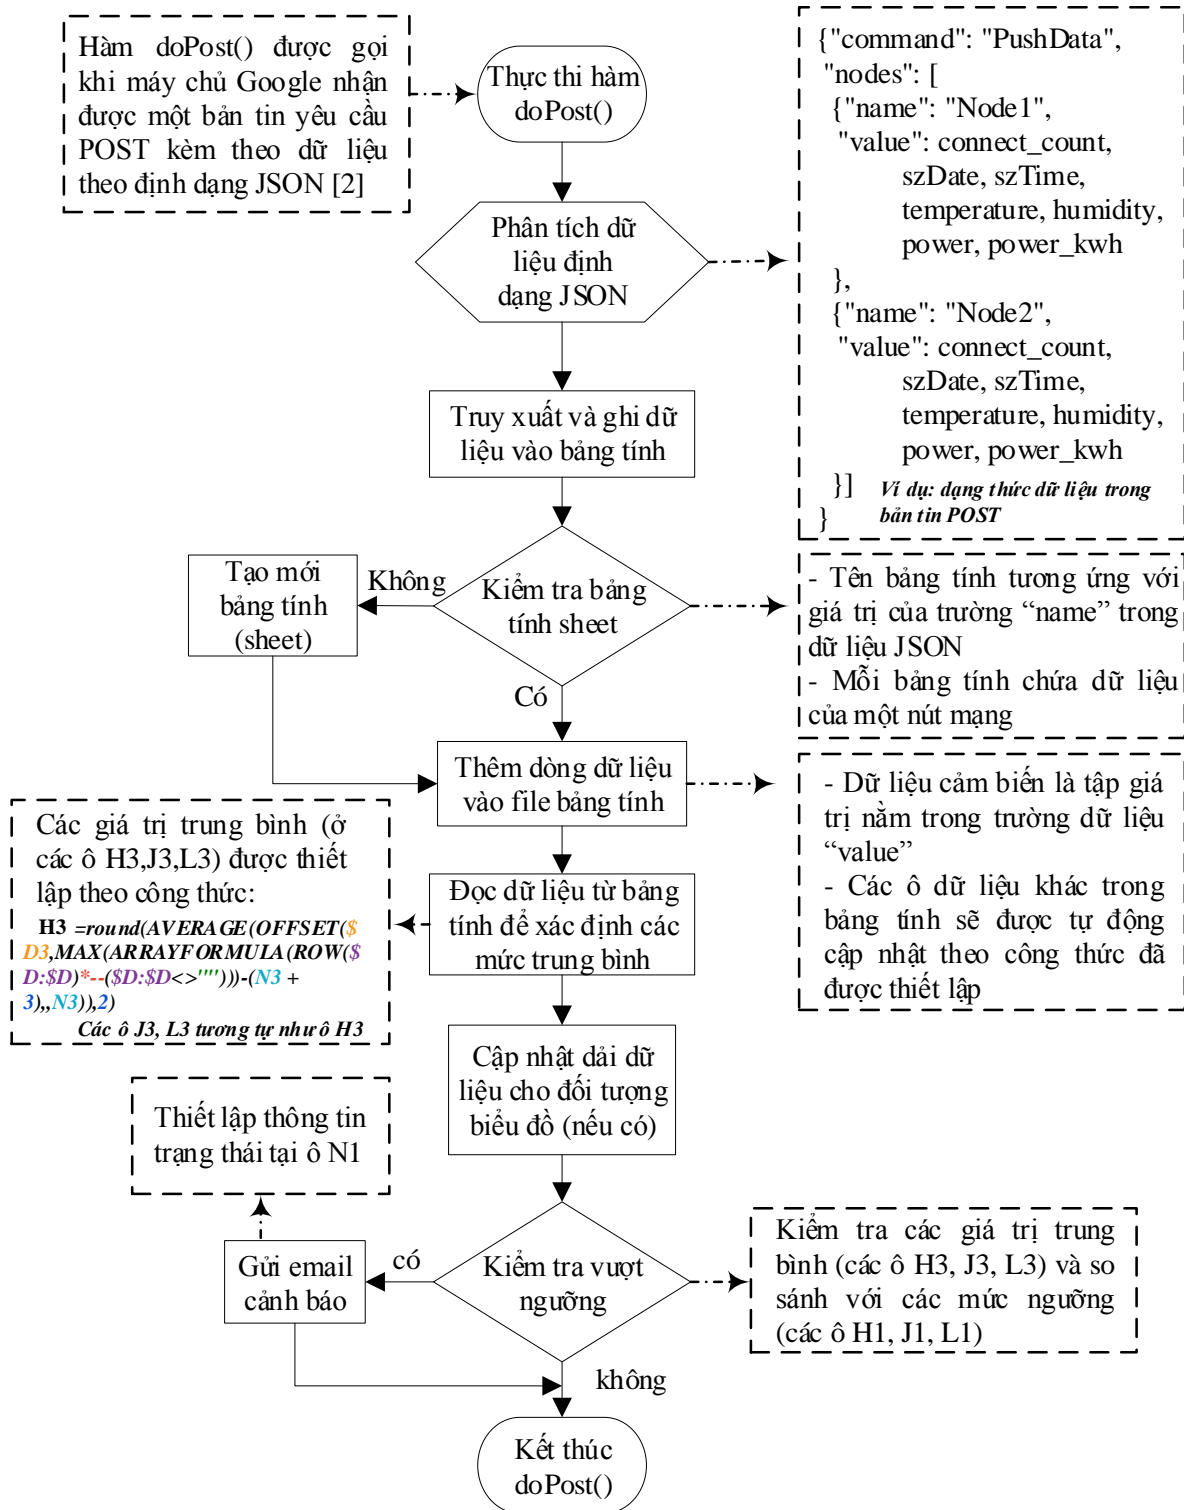 Hàm doPost() được gọi
khi máy chủ Google nhận
được một bản tin yêu cầu
POST kèm theo dữ liệu
theo định dạng JSON [2]
Thực thi hàm
doPost()
{"command": "PushData",
"nodes": [
{"name": "Node1",
"value": connect_count,
szDate, szTime,
temperature, humidity,
power, power_kwh
},
{"name": "Node2",
"value": connect_count,
szDate, szTime,
temperature, humidity,
power, power_kwh
}]
}
Ví dụ: dạng thức dữ liệu trong
bản tin POST
Phân tích dữ
liệu định
dạng JSON
Truy xuất và ghi dữ
liệu vào bảng tính
Kiểm tra bảng
tính sheet
Không
Tạo mới
bảng tính
(sheet)
Có
- Tên bảng tính tương ứng với
giá trị của trường “name” trong
dữ liệu JSON
- Mỗi bảng tính chứa dữ liệu
của một nút mạng
Thêm dòng dữ liệu
vào file bảng tính
- Dữ liệu cảm biến là tập giá
trị nằm trong trường dữ liệu
“value”
- Các ô dữ liệu khác trong
bảng tính sẽ được tự động
cập nhật theo công thức đã
được thiết lập
Các giá trị trung bình (ở
các ô H3,J3,L3) được thiết
lập theo công thức:
H3 =round(AVERAGE(OFFSET($
D3,MAX(ARRAYFORMULA(ROW($
D:$D)*--($D:$D<>"")))-(N3 +
3),,N3)),2)
Các ô J3, L3 tương tự như ô H3
Đọc dữ liệu từ bảng
tính để xác định các
mức trung bình
Cập nhật dải dữ
liệu cho đối tượng
biểu đồ (nếu có)
Thiết lập thông tin
trạng thái tại ô N1
Gửi email
cảnh báo
có
Kiểm tra vượt
ngưỡng
Kiểm tra các giá trị trung
bình (các ô H3, J3, L3) và so
sánh với các mức ngưỡng
(các ô H1, J1, L1)
không
Kết thúc
doPost()